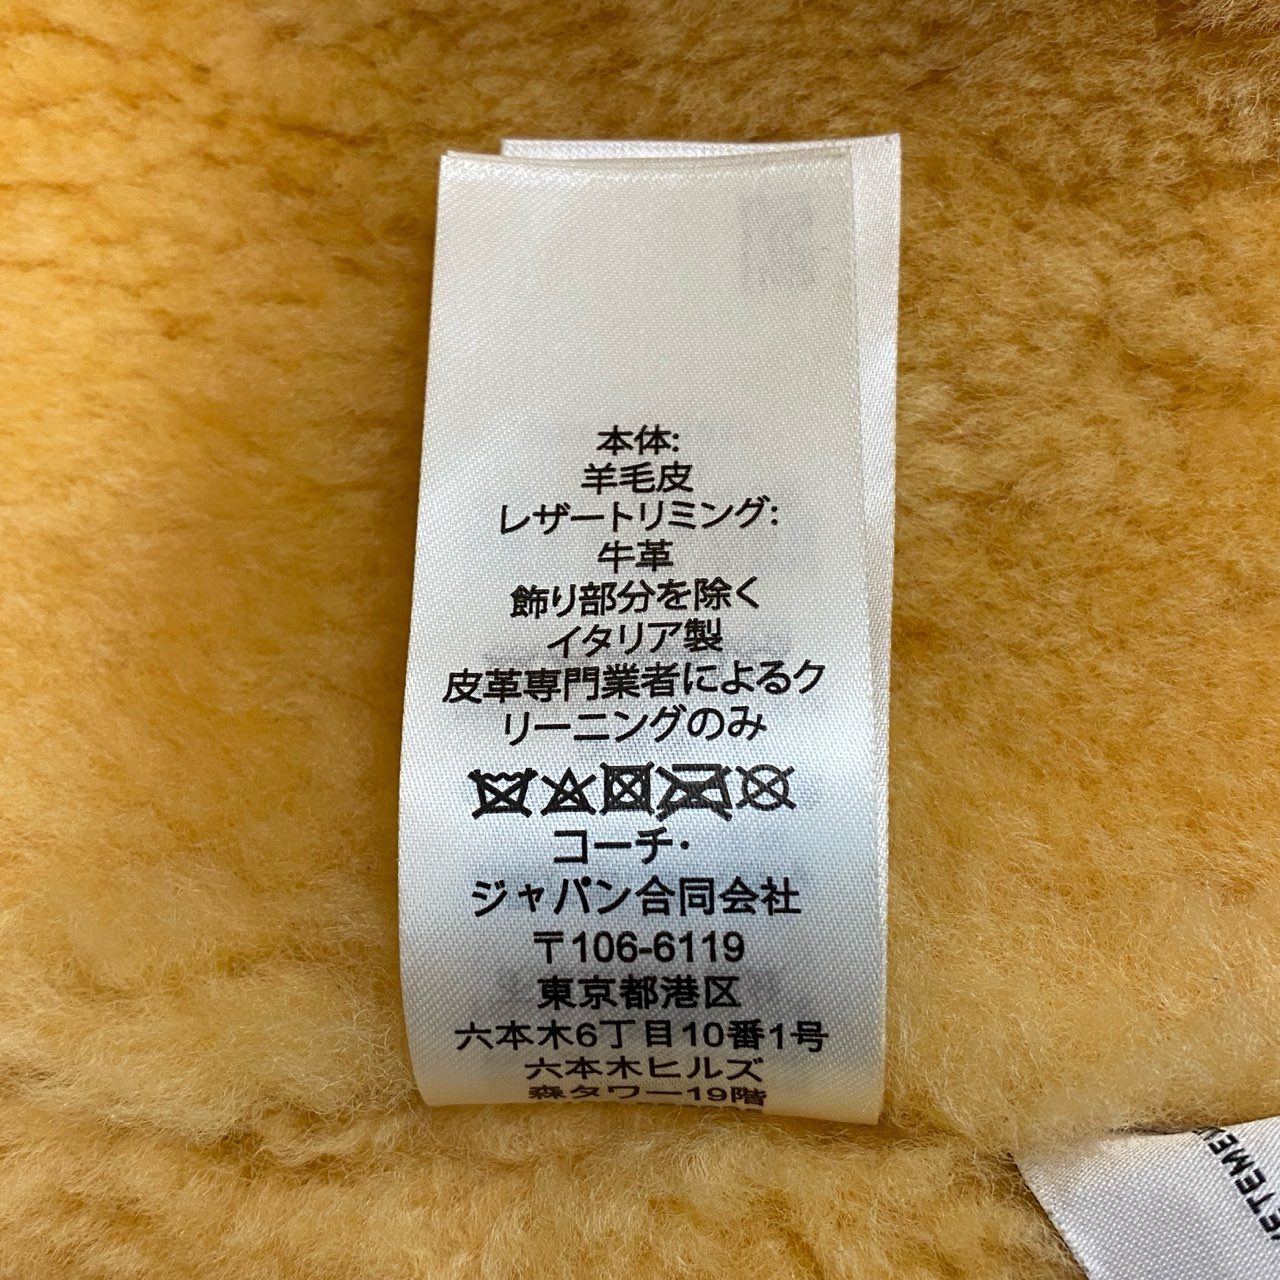 本体:
羊毛皮
レザートリミング:
牛革
飾り部分を除く
イタリア製
皮革専門業者によるク
リーニングのみ
コーチ・
ジャパン合同会社
〒106-6119
東京都港区
六本木6丁目10番1号
六本木ヒルズ
森タワー19階